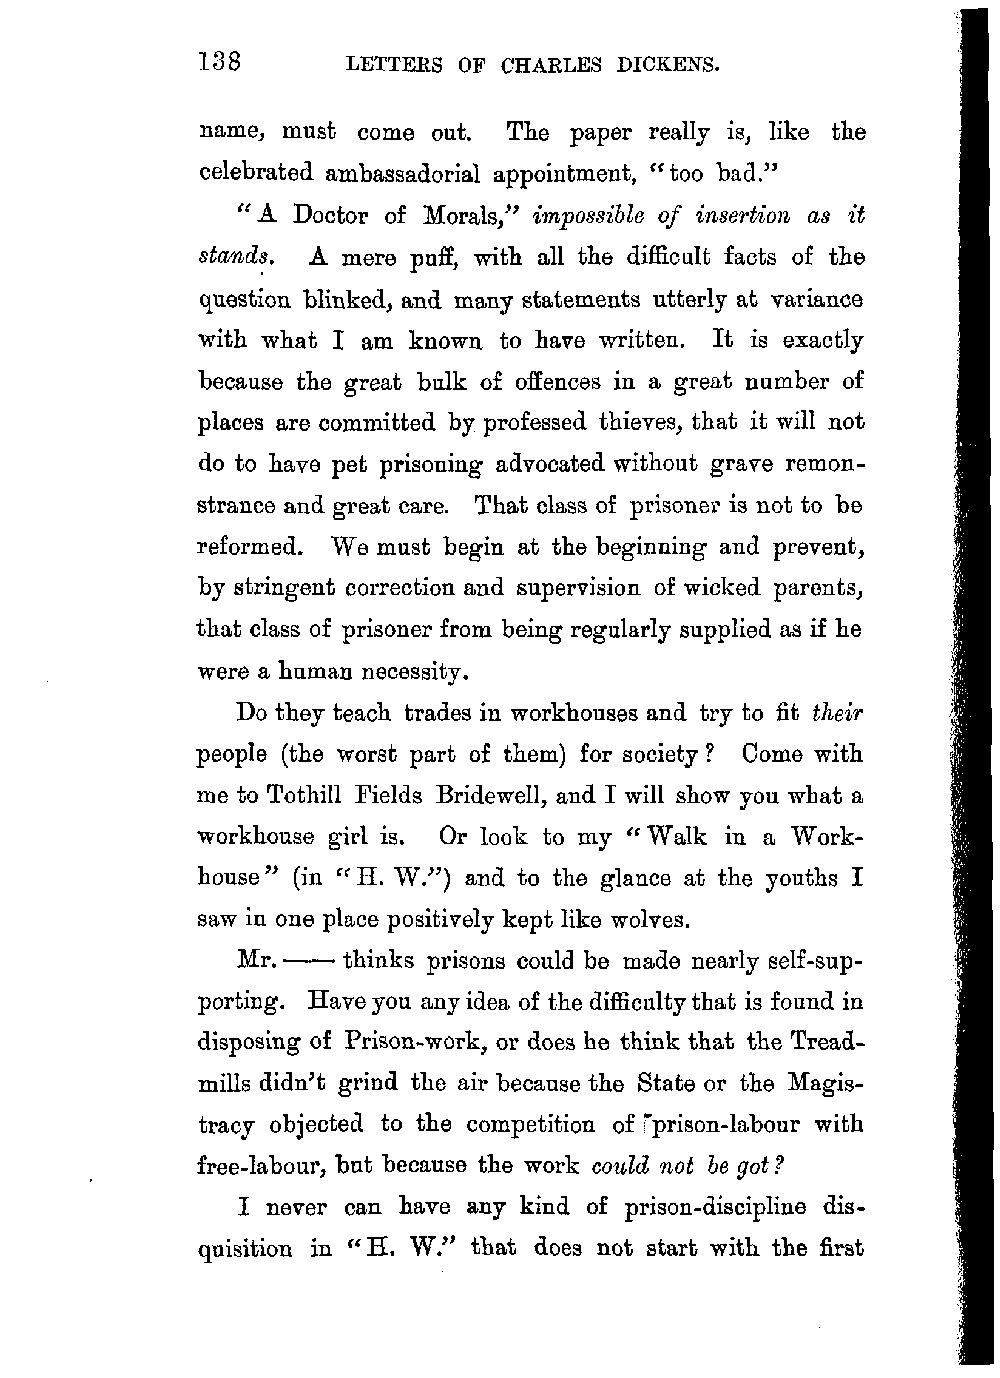 138 LETTERS OF CHARLES DICKENS.
name, must come out. The paper really is, like the
celebrated ambassadorial appointment, “too bad.”
“A Doctor of Morals,” impossible of insertion as it
stands. A mere puff, with all the difficult facts of the
question blinked, and many statements utterly at variance
with what I am known to have written. It is exactly
because the great bulk of offences in a great number of
places are committed by professed thieves, that it will not
do to have pet prisoning advocated without grave remon-
strance and great care. That class of prisoner is not to be
reformed. We must begin at the beginning and prevent,
by stringent correction and supervision of wicked parents,
that class of prisoner from being regularly supplied as if he
were a human necessity.
Do they teach trades in workhouses and try to fit their
people (the worst part of them) for society? Come with
me to Tothill Fields Bridewell, and I will show you what a
workhouse girl is. Or look to my “Walk in a Work-
house” (in “H. W.”) and to the glance at the youths I
saw in one place positively kept like wolves.
Mr. —— thinks prisons could be made nearly self-sup-
porting. Have you any idea of the difficulty that is found in
disposing of Prison-work, or does he think that the Tread-
mills didn’t grind the air because the State or the Magis-
tracy objected to the competition of prison-labour with
free-labour, but because the work could not be got?
I never can have any kind of prison-discipline dis-
quisition in “H. W.” that does not start with the first